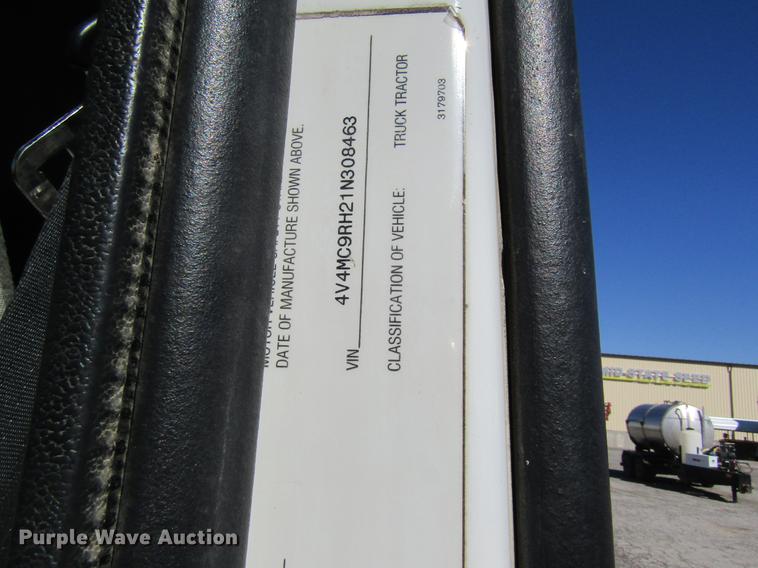 DATE OF MANUFACTURE SHOWN ABOVE.
VIN 4V4MC9RH21N308463
CLASSIFICATION OF VEHICLE: TRUCK TRACTOR
3179703
MID-STATE SEED
Purple Wave Auction